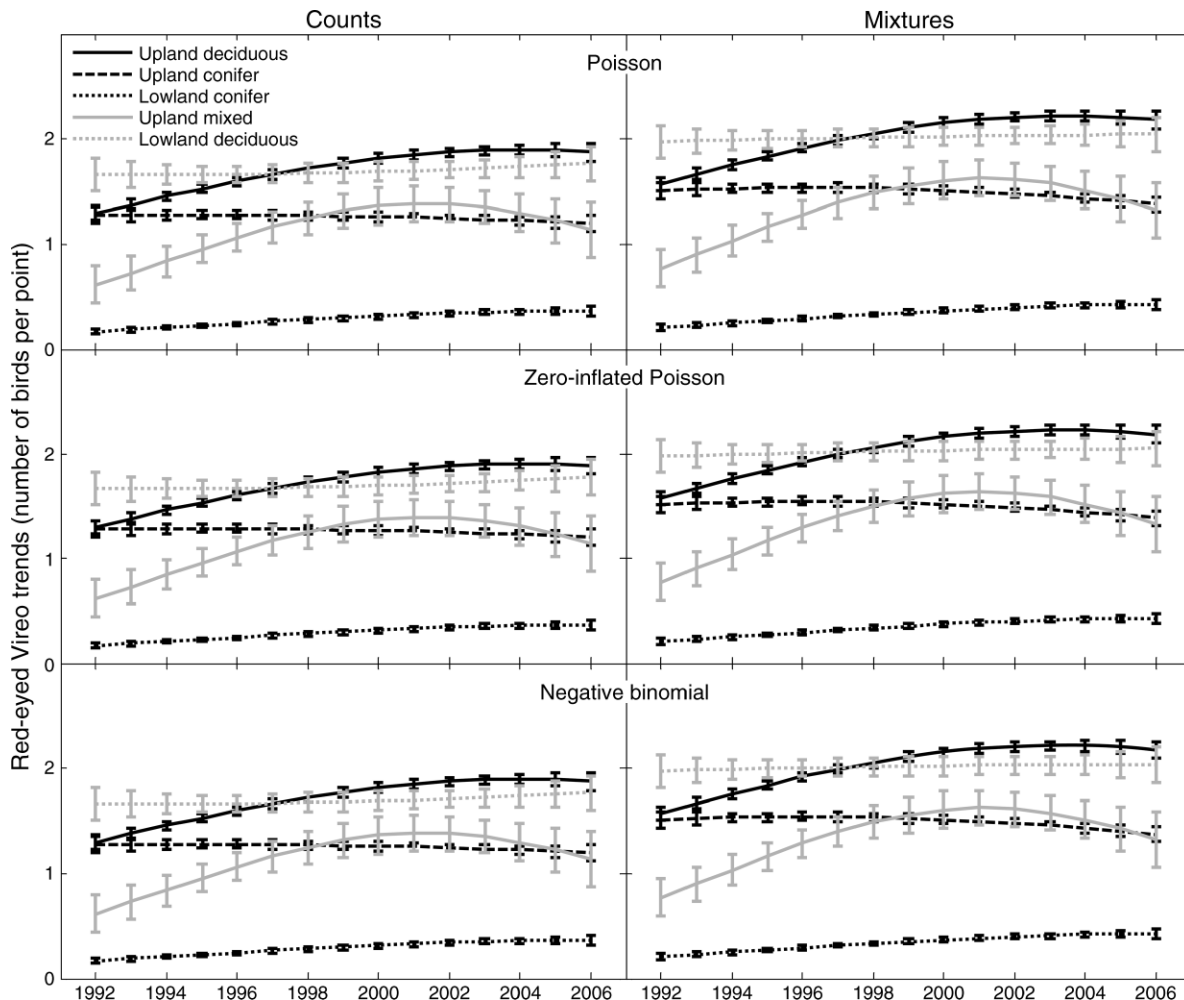 Counts
Mixtures
Upland deciduous
Upland conifer
Lowland conifer
Upland mixed
Lowland deciduous
Poisson
2
1
0
Zero-inflated Poisson
2
1
0
Negative binomial
2
1
0
Red-eyed Vireo trends (number of birds per point)
1992 1994 1996 1998 2000 2002 2004 2006
1992 1994 1996 1998 2000 2002 2004 2006